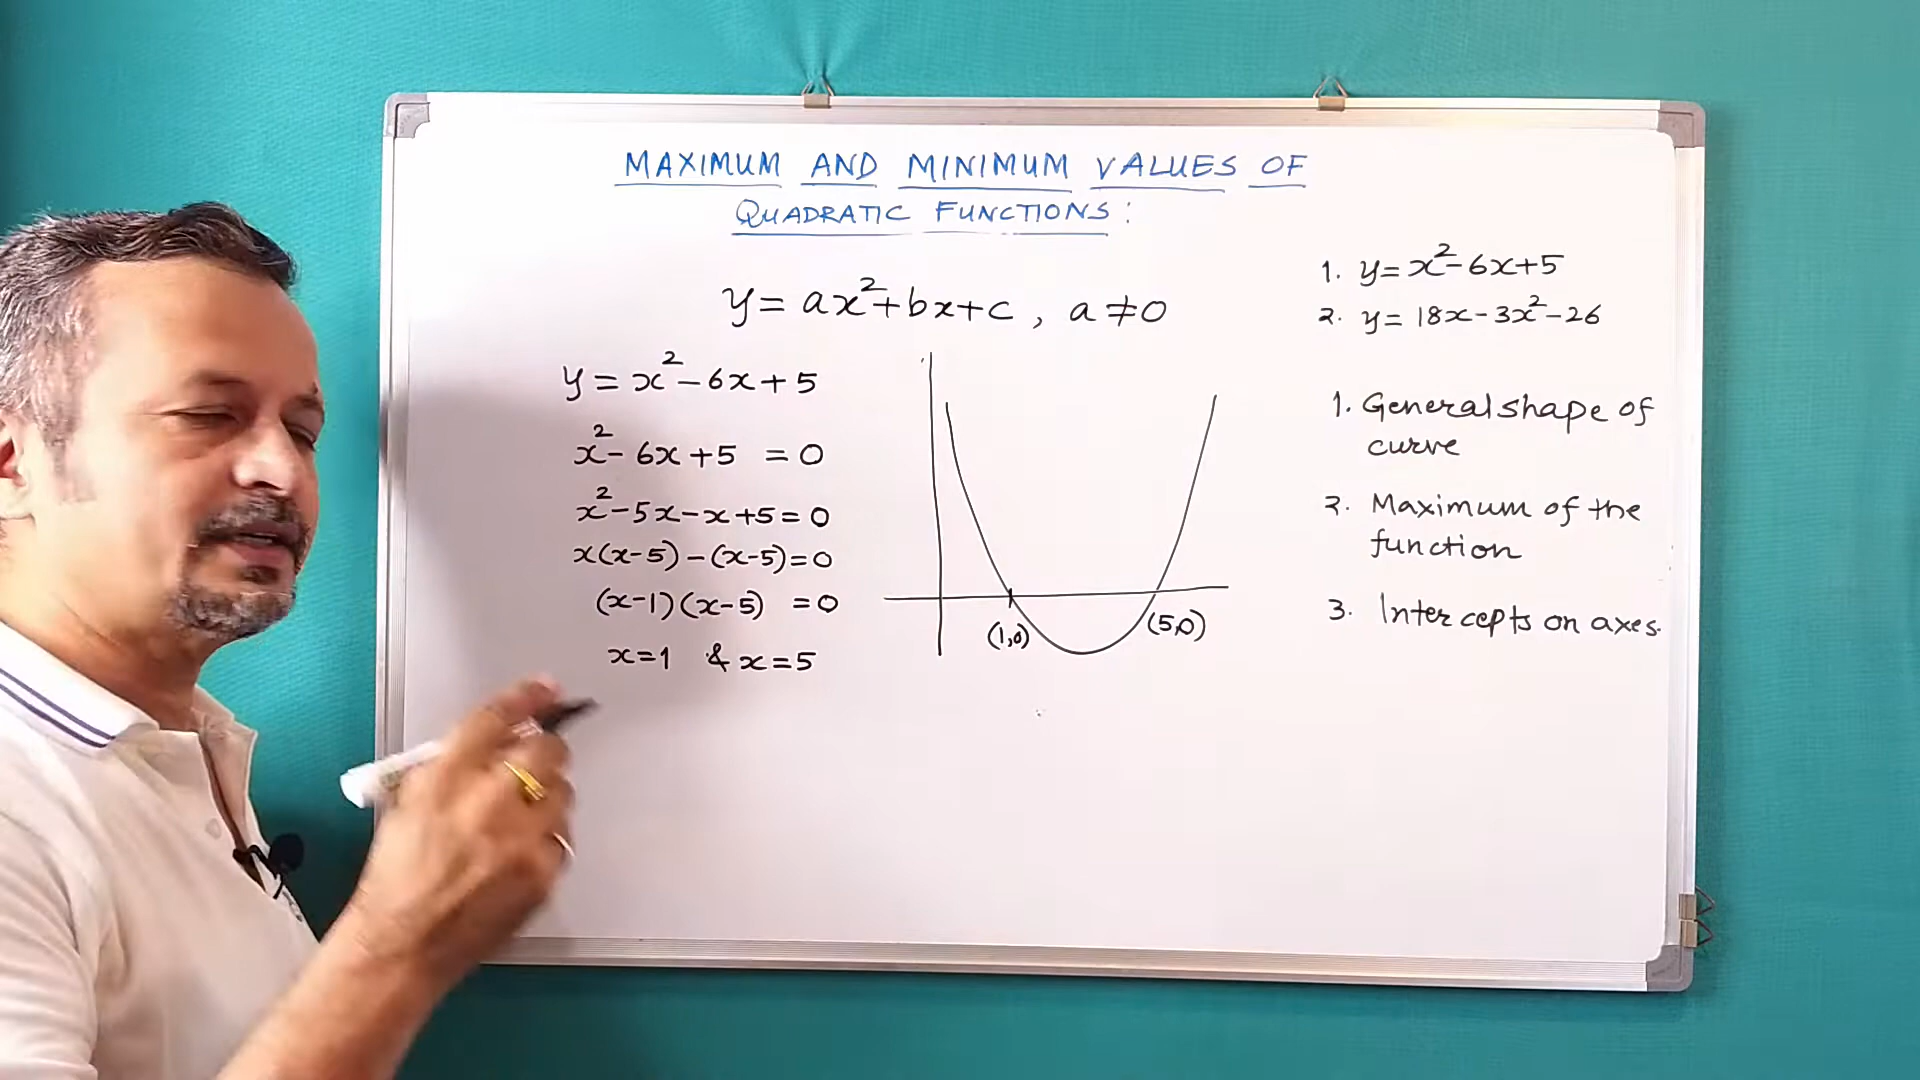 MAXIMUM AND MINIMUM VALUES OF
QUADRATIC FUNCTIONS:
y = ax²+bx+c, a≠0
y = x²-6x+5
x²-6x+5 = 0
x²-5x-x+5=0
x(x-5)-(x-5)=0
(x-1)(x-5) =0
x=1 & x=5
(1,0)
(5,0)
1. y=x²-6x+5
2. y= 18x-3x²-26
1. General shape of
curve
2. Maximum of the
function
3. Intercepts on axes.